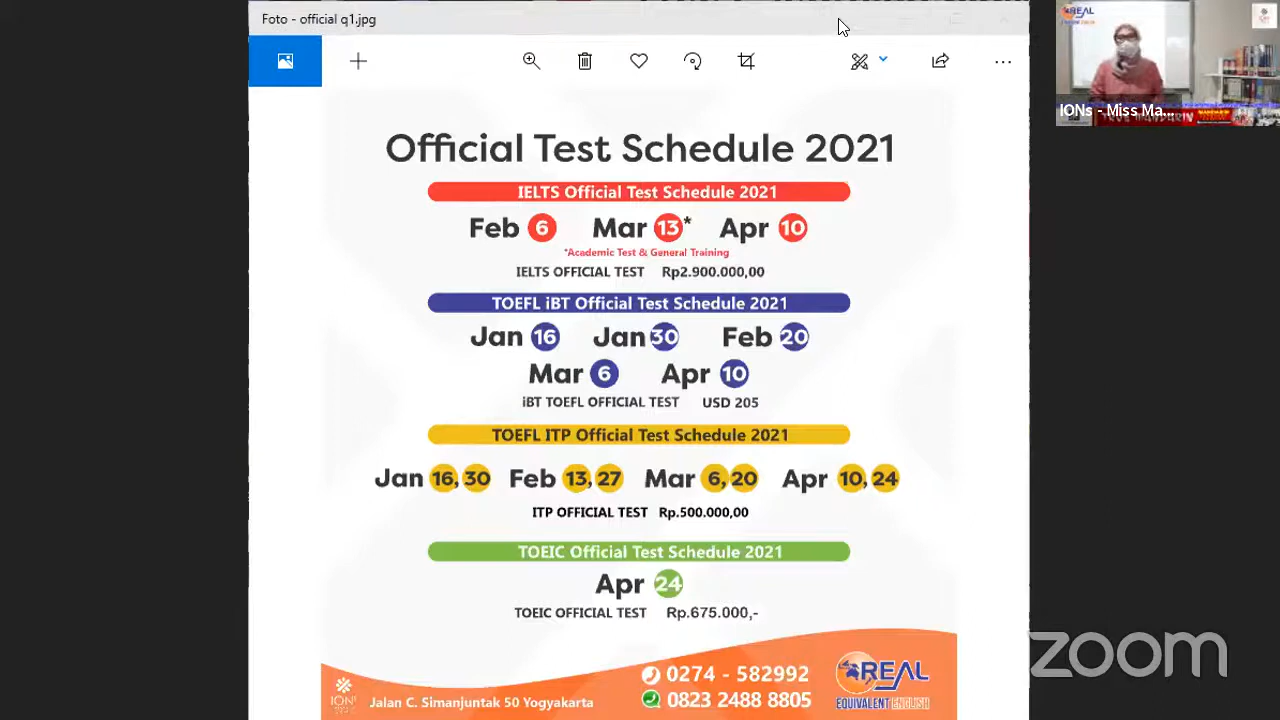 Foto - official q1.jpg
REAL
IONs - Miss Ma...
Official Test Schedule 2021
IELTS Official Test Schedule 2021
Feb 6 Mar 13* Apr 10
*Academic Test & General Training
IELTS OFFICIAL TEST Rp2.900.000,00
TOEFL iBT Official Test Schedule 2021
Jan 16 Jan 30 Feb 20
Mar 6 Apr 10
iBT TOEFL OFFICIAL TEST USD 205
TOEFL ITP Official Test Schedule 2021
Jan 16, 30 Feb 13, 27 Mar 6, 20 Apr 10, 24
ITP OFFICIAL TEST Rp.500.000,00
TOEIC Official Test Schedule 2021
Apr 24
TOEIC OFFICIAL TEST Rp.675.000,-
0274 - 582992
0823 2488 8805
Jalan C. Simanjuntak 50 Yogyakarta
IONs
REAL
EQUIVALENT ENGLISH
zoom